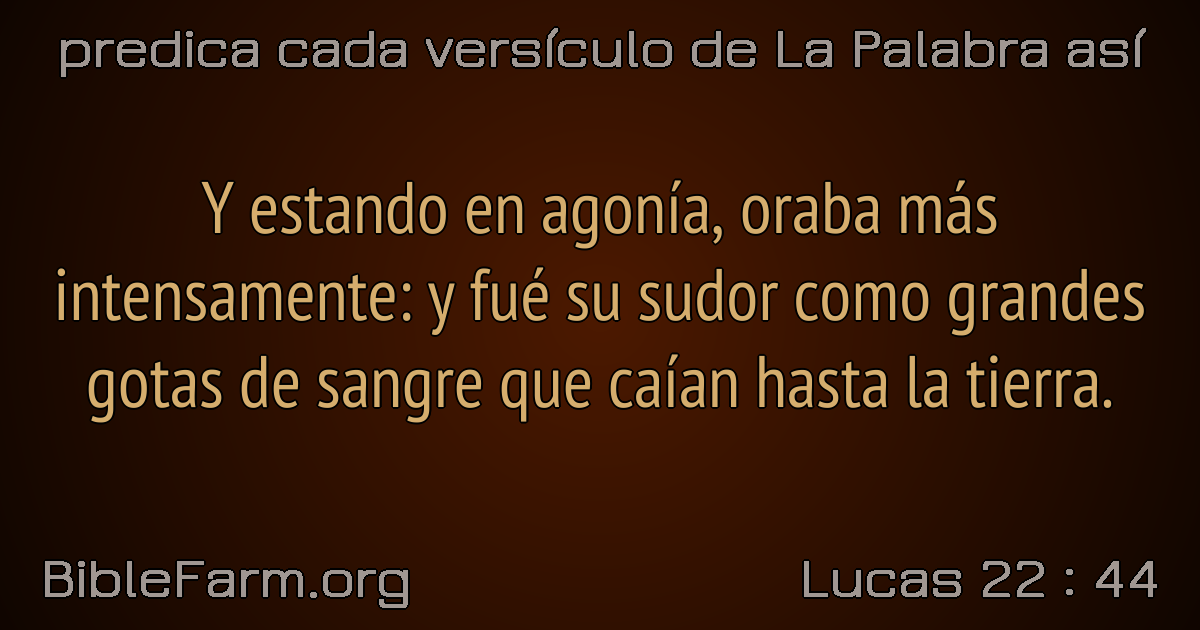 predica cada versículo de La Palabra así
Y estando en agonía, oraba más
intensamente: y fué su sudor como grandes
gotas de sangre que caían hasta la tierra.
BibleFarm.org
Lucas 22 : 44